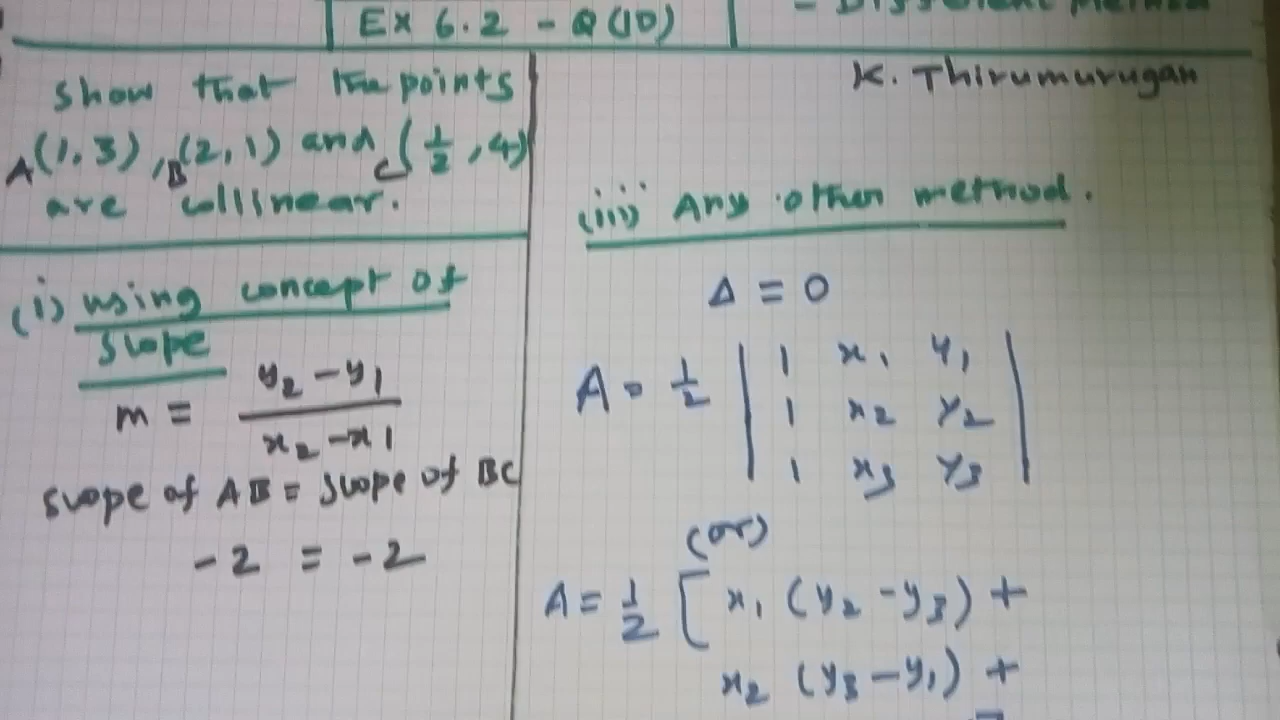 Ex 6.2 - Q(10)
- Different Method
show that the points
A(1,3), B(2,1) and C(1/2, 4)
are collinear.
(i) using concept of
slope
m = (y₂ - y₁)/(x₂ - x₁)
slope of AB = slope of BC
-2 = -2
K. Thirumurugan
(iii) Any other method.
Δ = 0
A = 1/2 | 1 x₁ y₁ |
| 1 x₂ y₂ |
| 1 x₃ y₃ |
(or)
A = 1/2 [ x₁ (y₂ - y₃) +
x₂ (y₃ - y₁) +